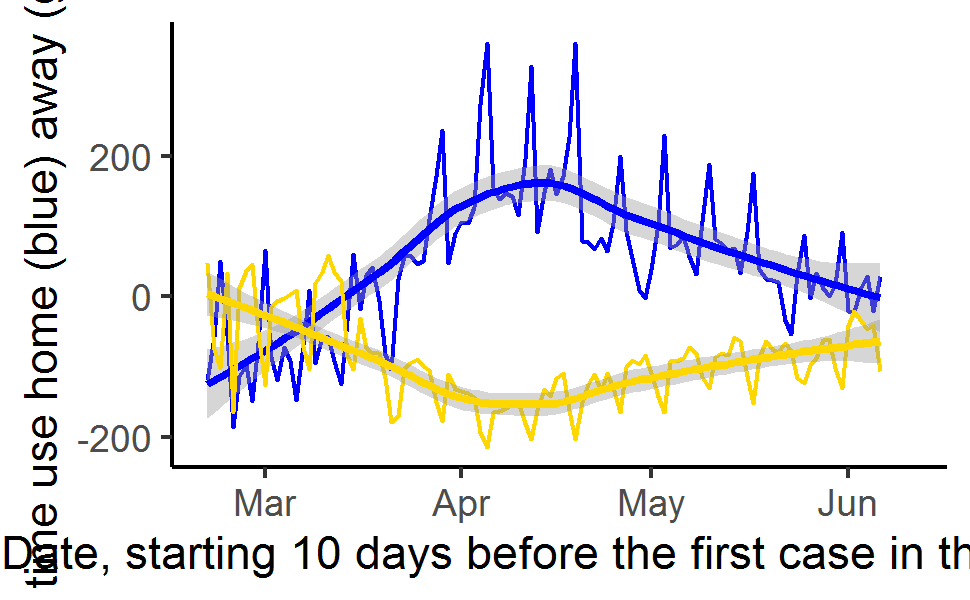 time use home (blue) away (
200
0
-200
Mar Apr May Jun
Date, starting 10 days before the first case in th